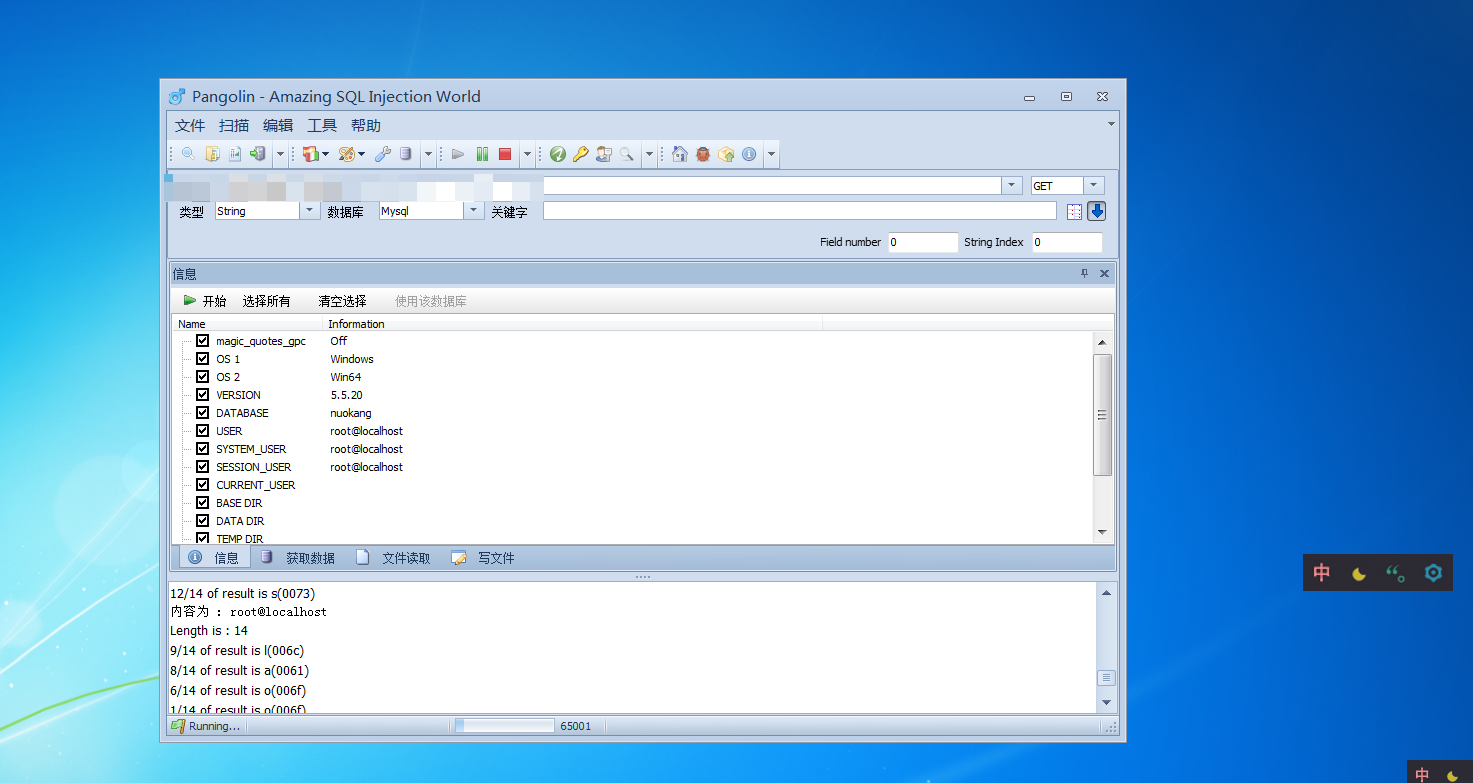 Pangolin - Amazing SQL Injection World
文件 扫描 编辑 工具 帮助
GET
类型 String 数据库 Mysql 关键字
Field number 0 String Index 0
信息
开始 选择所有 清空选择 使用该数据库
Name Information
magic_quotes_gpc Off
OS 1 Windows
OS 2 Win64
VERSION 5.5.20
DATABASE nuokang
USER root@localhost
SYSTEM_USER root@localhost
SESSION_USER root@localhost
CURRENT_USER
BASE DIR
DATA DIR
TEMP DIR
信息 获取数据 文件读取 写文件
中
12/14 of result is s(0073)
内容为 : root@localhost
Length is : 14
9/14 of result is l(006c)
8/14 of result is a(0061)
6/14 of result is o(006f)
1/14 of result is o(006f)
Running... 65001
中